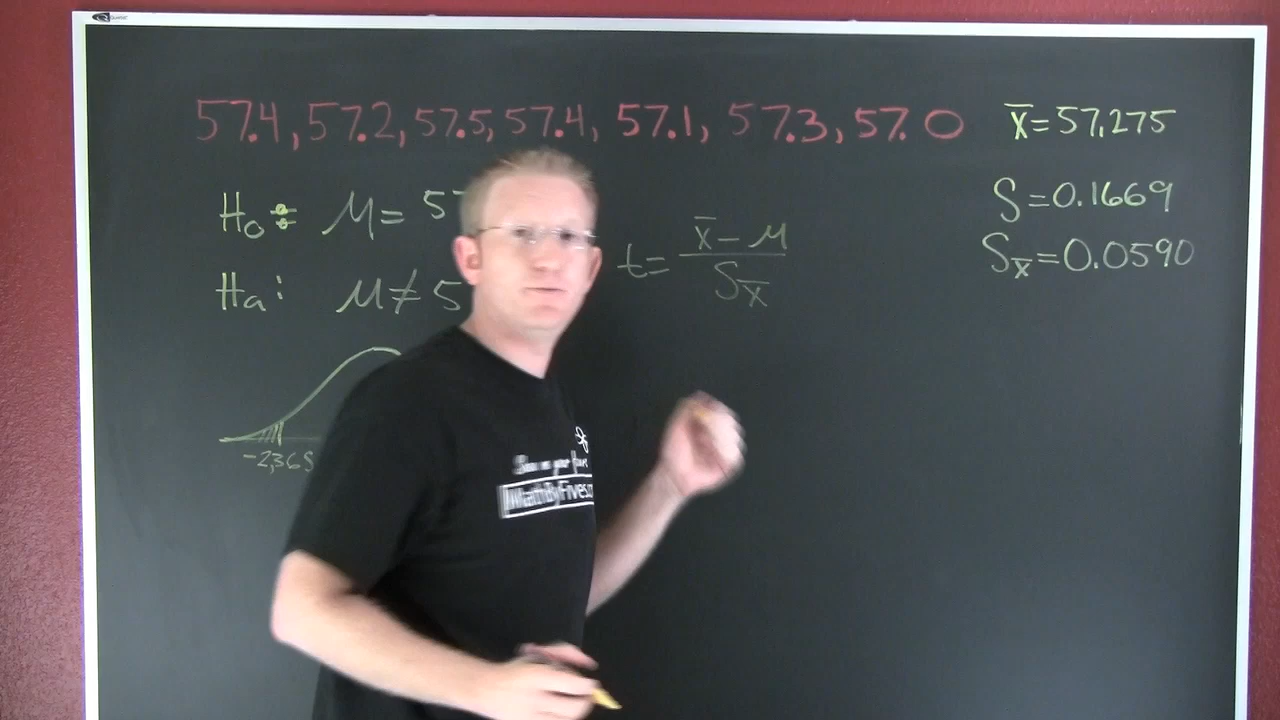 57.4, 57.2, 57.5, 57.4, 57.1, 57.3, 57.0
x̄ = 57.275
S = 0.1669
Sx̄ = 0.0590
H₀: μ = 57
t = x̄ - μ / Sx̄
Hₐ: μ ≠ 5
-2.365
MathByFives.c